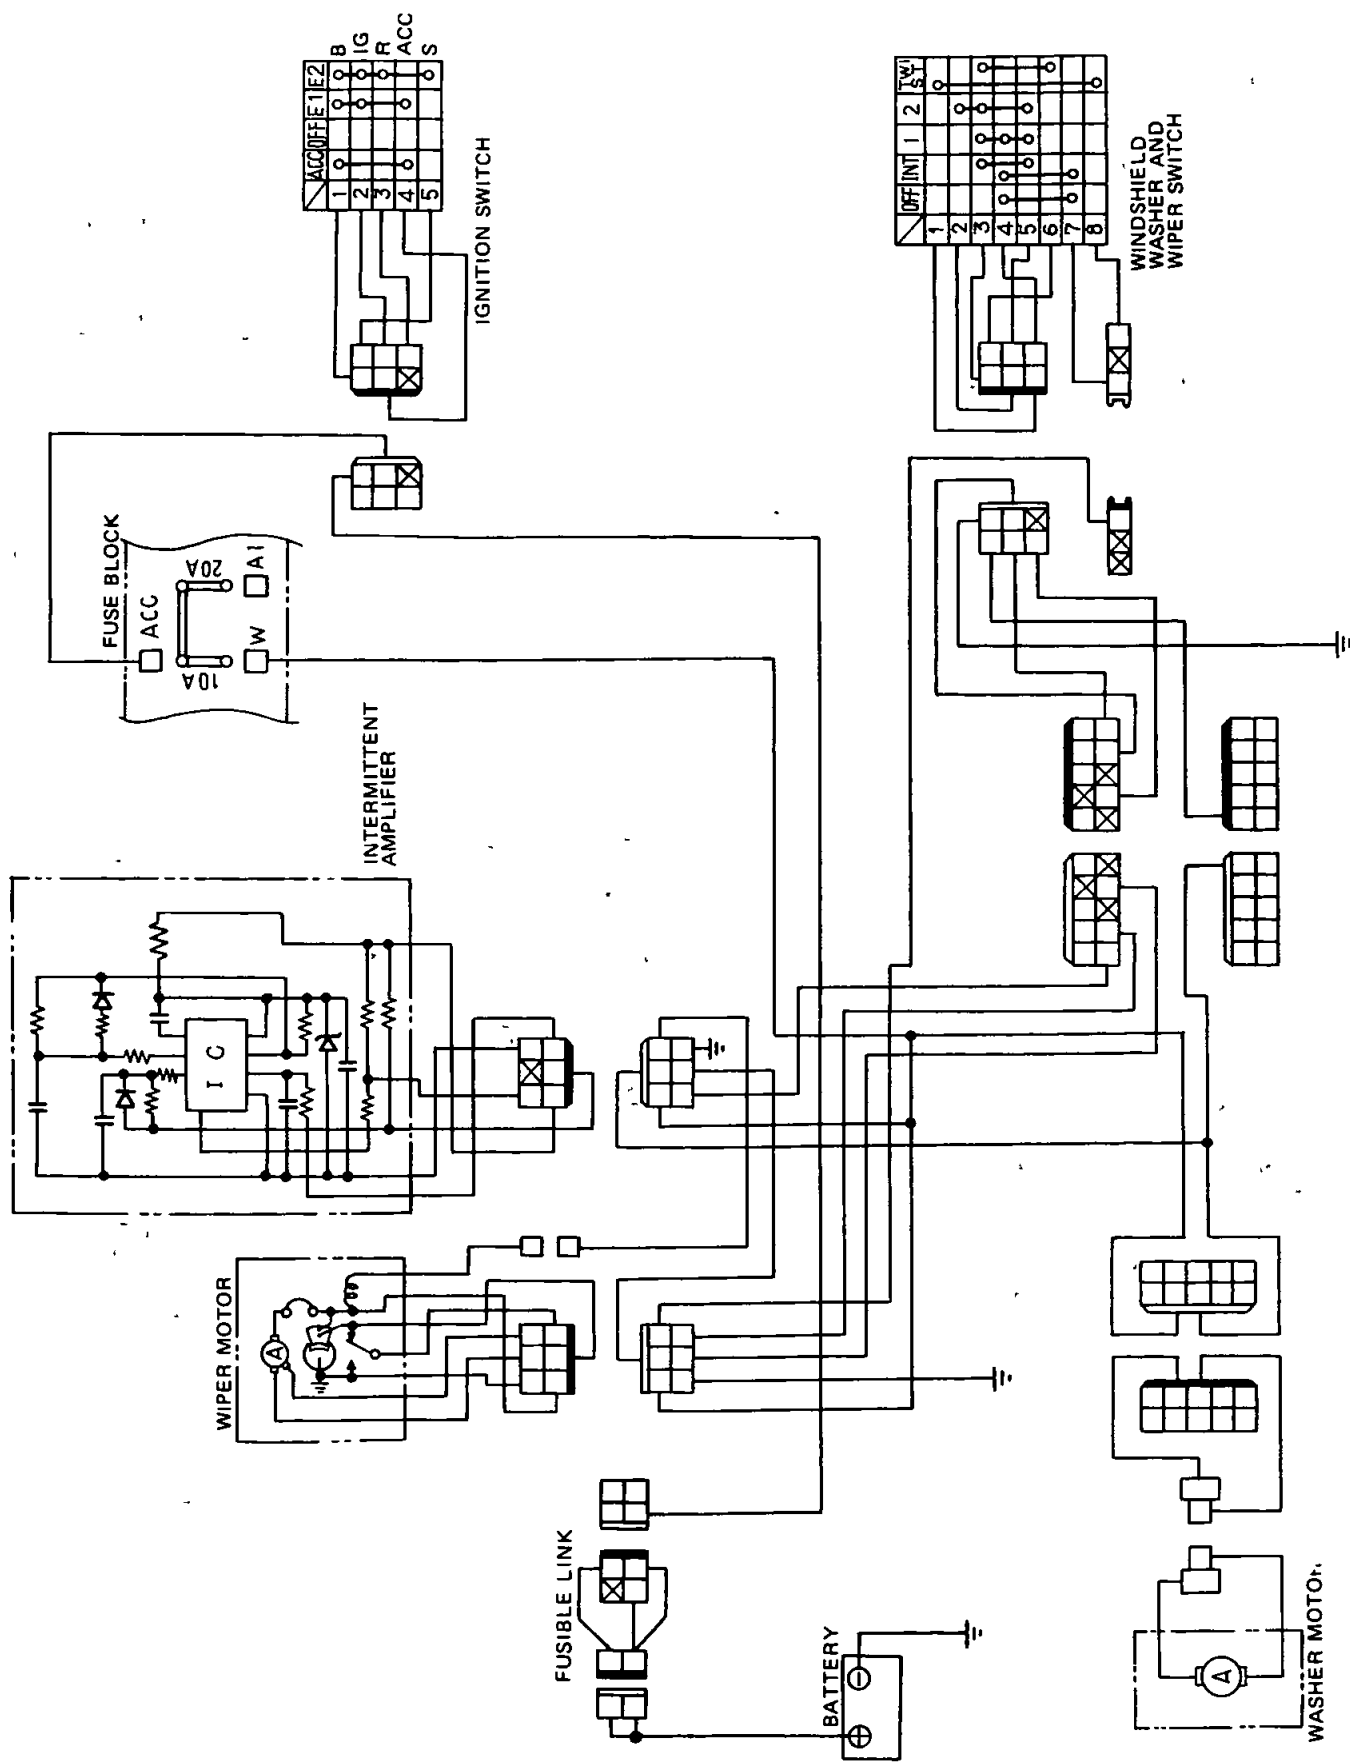 B
IG
R
ACC
S
ACC OFF E1 E2
1
2
3
4
5
IGNITION SWITCH
FUSE BLOCK
ACC
20A
A1
10A
W
INTERMITTENT
AMPLIFIER
I C
WIPER MOTOR
A
OFF INT 1 2 TWIST
1
2
3
4
5
6
7
8
WINDSHIELD
WASHER AND
WIPER SWITCH
FUSIBLE LINK
BATTERY
WASHER MOTOR
A